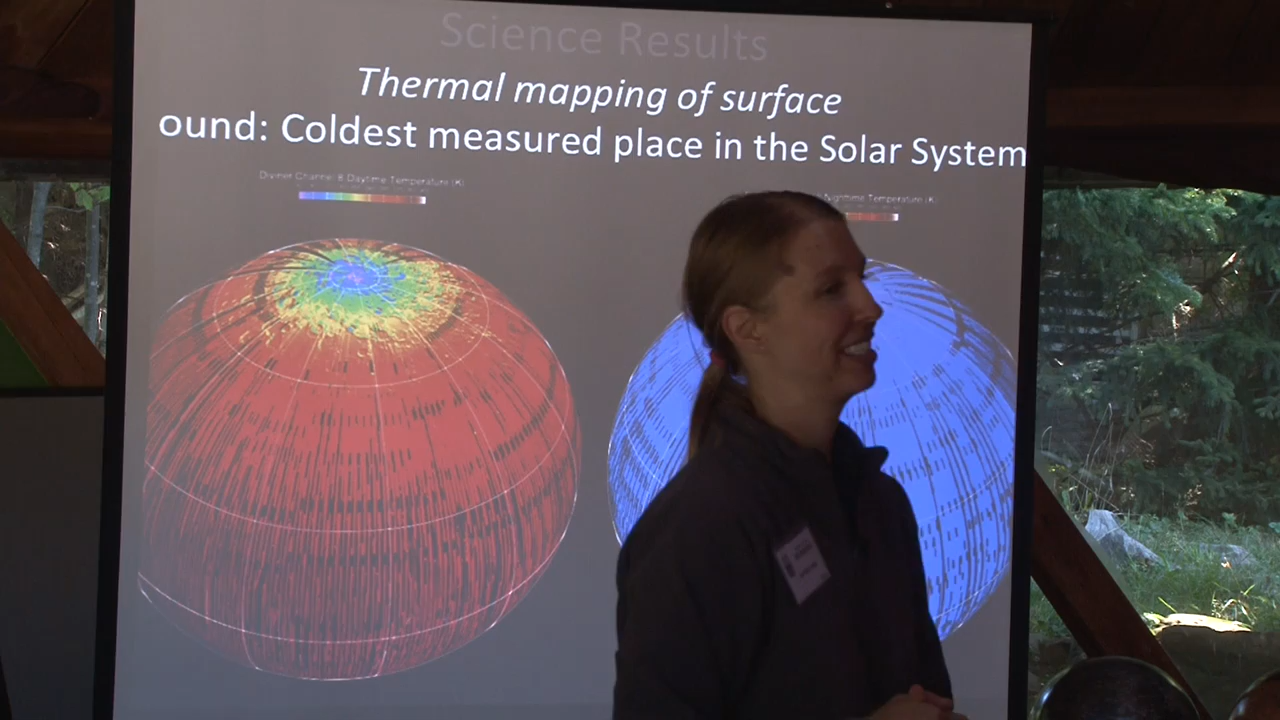 Science Results
Thermal mapping of surface
ound: Coldest measured place in the Solar System
Diviner Channel 8 Daytime Temperature (K)
Nighttime Temperature (K)